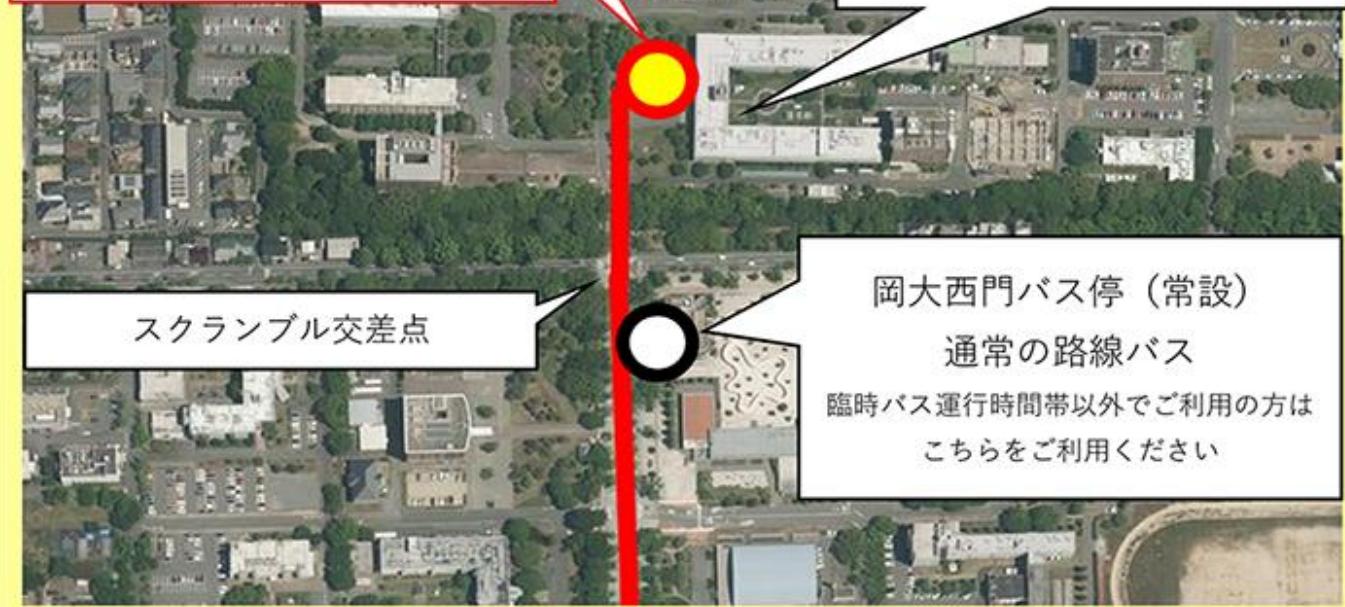 スクランブル交差点
岡大西門バス停（常設）
通常の路線バス
臨時バス運行時間帯以外でご利用の方は
こちらをご利用ください